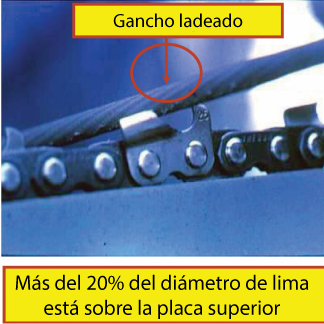 Gancho ladeado
Más del 20% del diámetro de lima
está sobre la placa superior